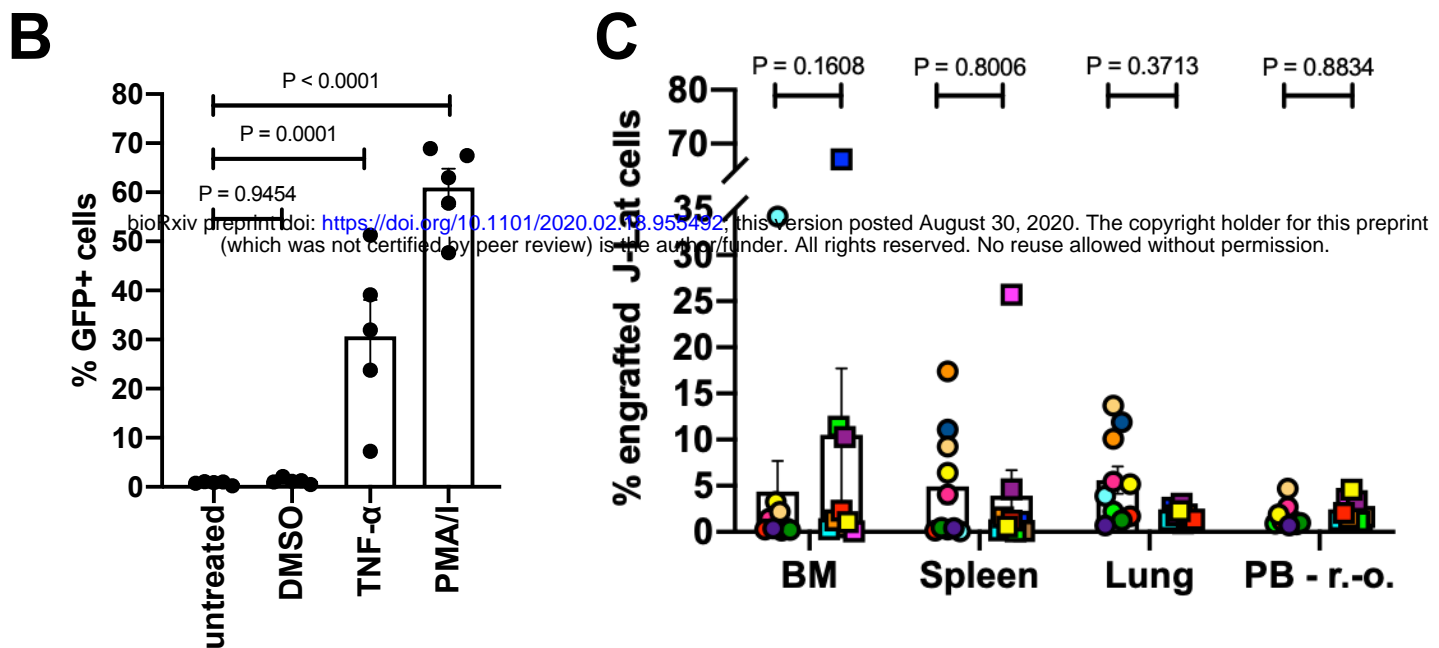 B
C
P < 0.0001
P = 0.0001
P = 0.9454
80
70
60
50
40
30
20
10
0
% GFP+ cells
untreated
DMSO
TNF-α
PMA/I
P = 0.1608
P = 0.8006
P = 0.3713
P = 0.8834
80
70
35
30
25
20
15
10
5
0
% engrafted J-Lat cells
BM
Spleen
Lung
PB - r.-o.
bioRxiv preprint doi: https://doi.org/10.1101/2020.02.18.955492; this version posted August 30, 2020. The copyright holder for this preprint
(which was not certified by peer review) is the author/funder. All rights reserved. No reuse allowed without permission.